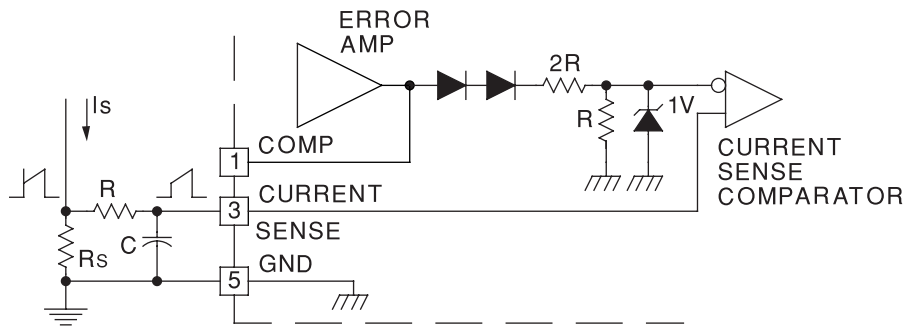 ERROR
AMP
2R
R
1V
Is
1
COMP
CURRENT
SENSE
COMPARATOR
R
3
CURRENT
SENSE
C
Rs
5
GND